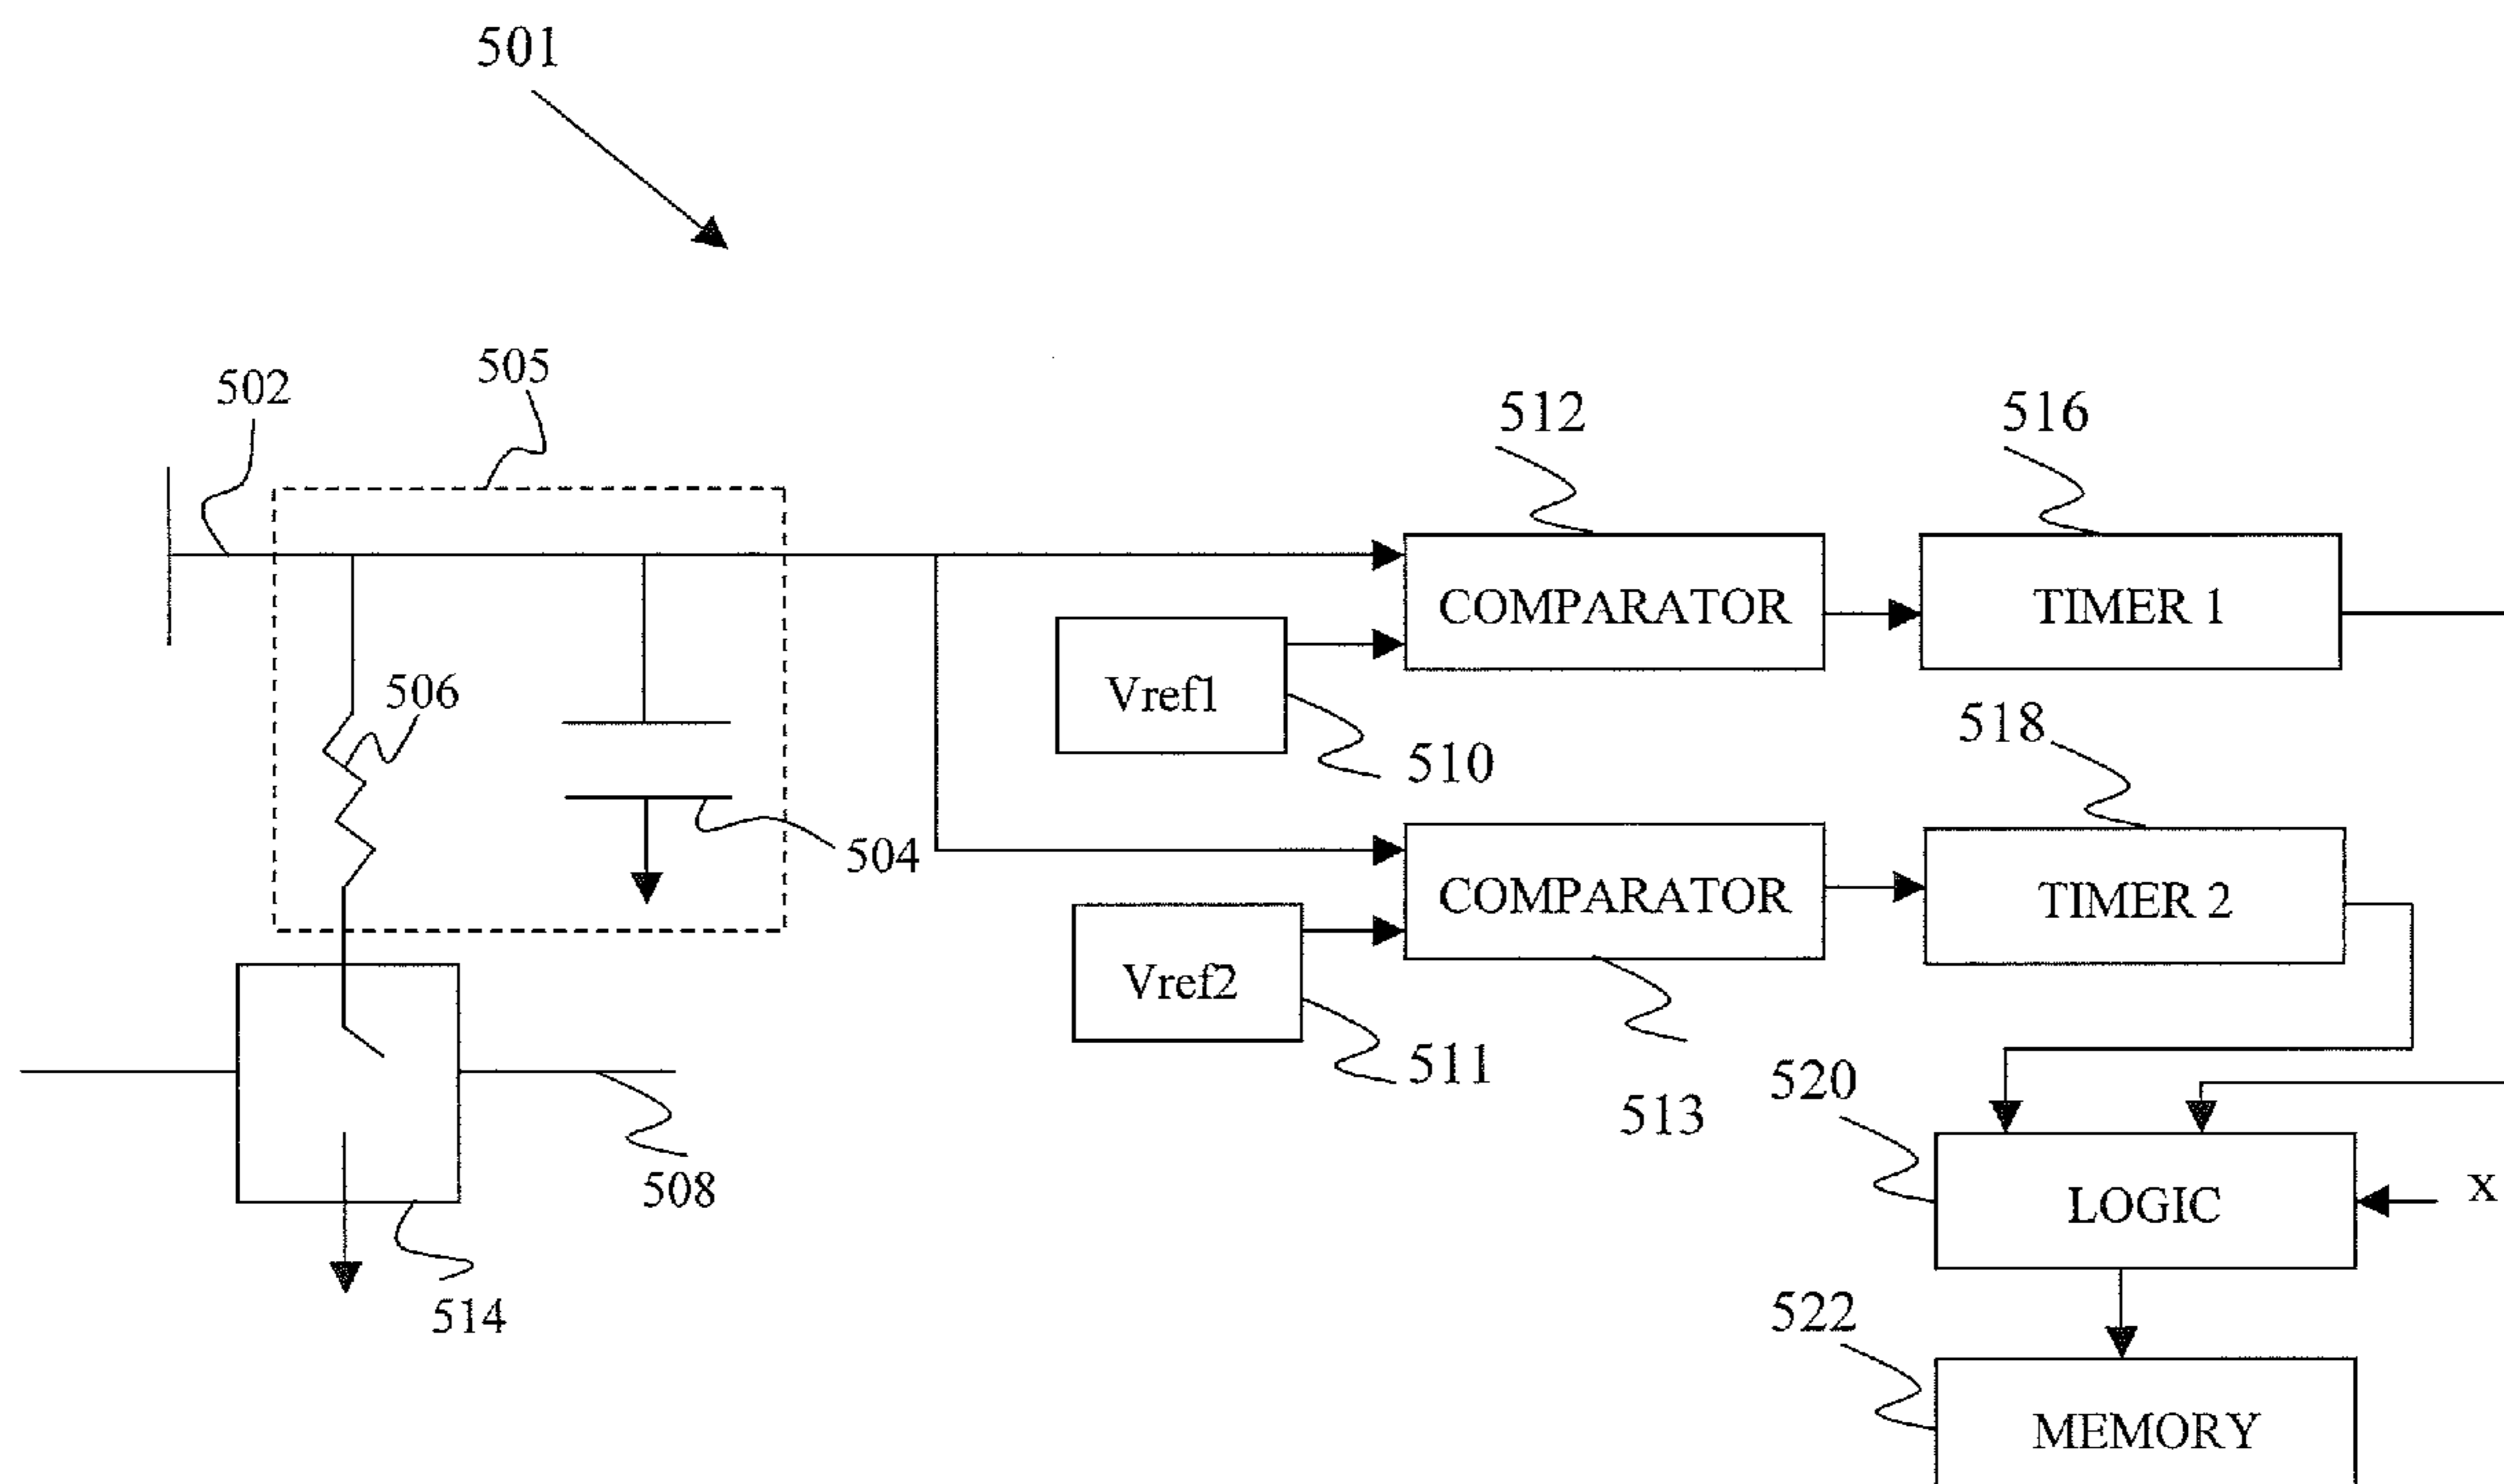 501
502
505
512
516
COMPARATOR
TIMER 1
506
Vref1
518
510
504
COMPARATOR
TIMER 2
Vref2
511
520
513
508
LOGIC
X
514
522
MEMORY